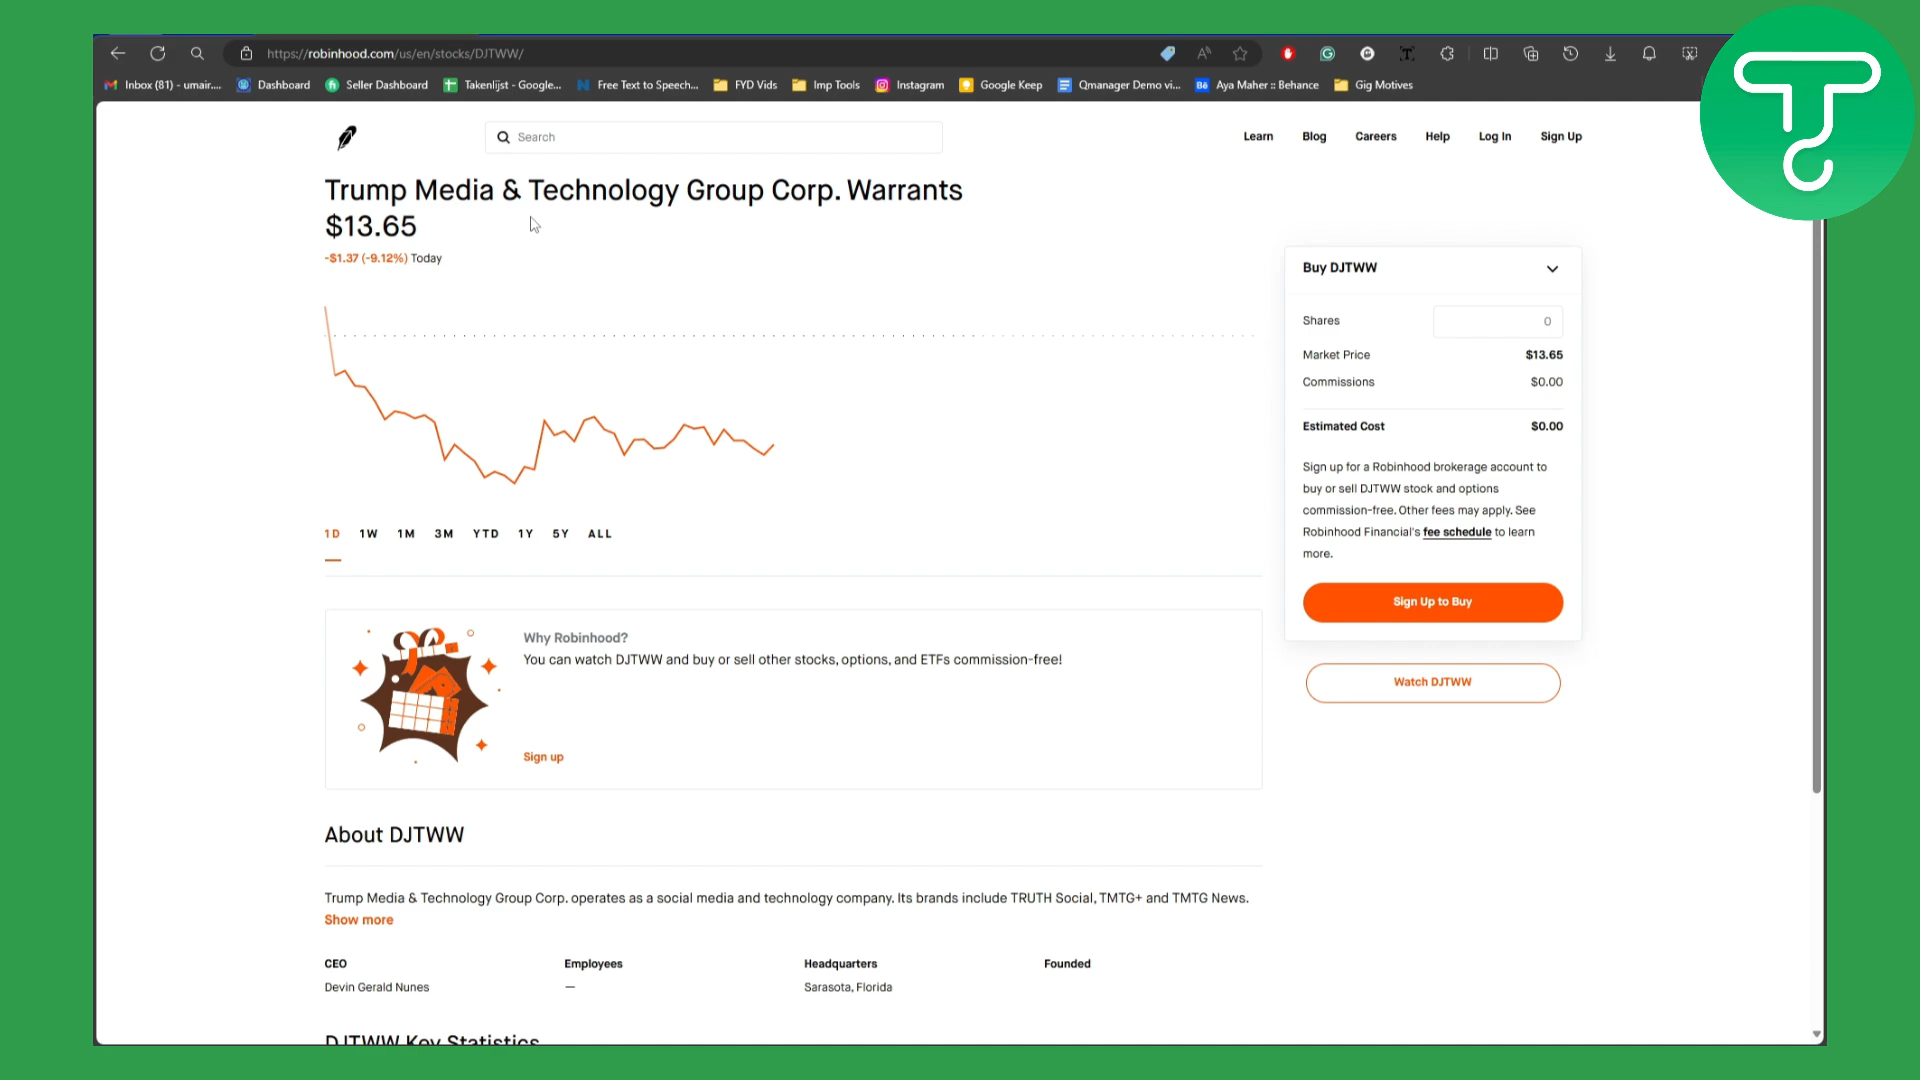 https://robinhood.com/us/en/stocks/DJTWW/
Inbox (81) - umair.... Dashboard Seller Dashboard Takenlijst - Google... Free Text to Speech... FYD Vids Imp Tools Instagram Google Keep Qmanager Demo vi... Aya Maher :: Behance Gig Motives
Search
Learn Blog Careers Help Log In Sign Up
Trump Media & Technology Group Corp. Warrants
$13.65
-$1.37 (-9.12%) Today
1D 1W 1M 3M YTD 1Y 5Y ALL
Buy DJTWW
Shares 0
Market Price $13.65
Commissions $0.00
Estimated Cost $0.00
Sign up for a Robinhood brokerage account to
buy or sell DJTWW stock and options
commission-free. Other fees may apply. See
Robinhood Financial's fee schedule to learn
more.
Sign Up to Buy
Watch DJTWW
Why Robinhood?
You can watch DJTWW and buy or sell other stocks, options, and ETFs commission-free!
Sign up
About DJTWW
Trump Media & Technology Group Corp. operates as a social media and technology company. Its brands include TRUTH Social, TMTG+ and TMTG News.
Show more
CEO Employees Headquarters Founded
Devin Gerald Nunes — Sarasota, Florida
DJTWW Key Statistics